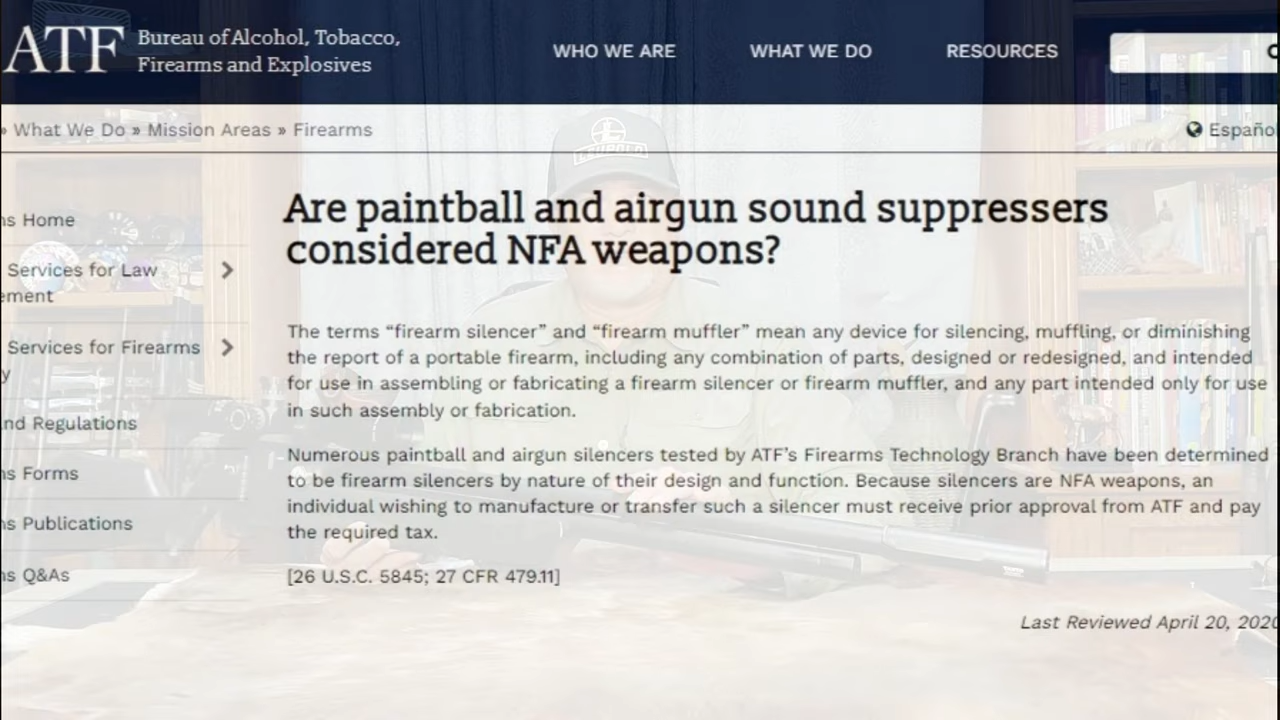 ATF
Bureau of Alcohol, Tobacco,
Firearms and Explosives
WHO WE ARE
WHAT WE DO
RESOURCES
» What We Do » Mission Areas » Firearms
Españo
LEUPOLD
Are paintball and airgun sound suppressers
considered NFA weapons?
ns Home
Services for Law
ement
Services for Firearms
y
nd Regulations
ns Forms
ns Publications
ns Q&As
The terms “firearm silencer” and “firearm muffler” mean any device for silencing, muffling, or diminishing
the report of a portable firearm, including any combination of parts, designed or redesigned, and intended
for use in assembling or fabricating a firearm silencer or firearm muffler, and any part intended only for use
in such assembly or fabrication.
Numerous paintball and airgun silencers tested by ATF’s Firearms Technology Branch have been determined
to be firearm silencers by nature of their design and function. Because silencers are NFA weapons, an
individual wishing to manufacture or transfer such a silencer must receive prior approval from ATF and pay
the required tax.
[26 U.S.C. 5845; 27 CFR 479.11]
Last Reviewed April 20, 2020